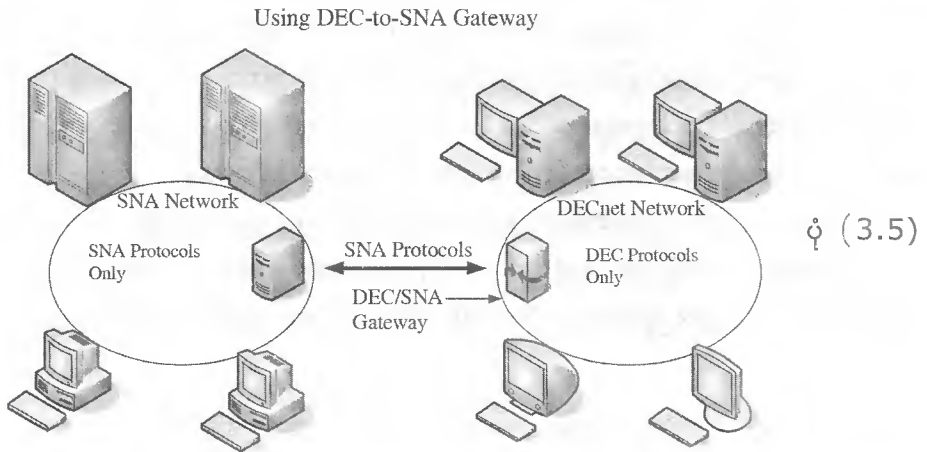 Using DEC-to-SNA Gateway
SNA Network
SNA Protocols
Only
SNA Protocols
DEC/SNA
Gateway
DECnet Network
DEC Protocols
Only
(3.5)